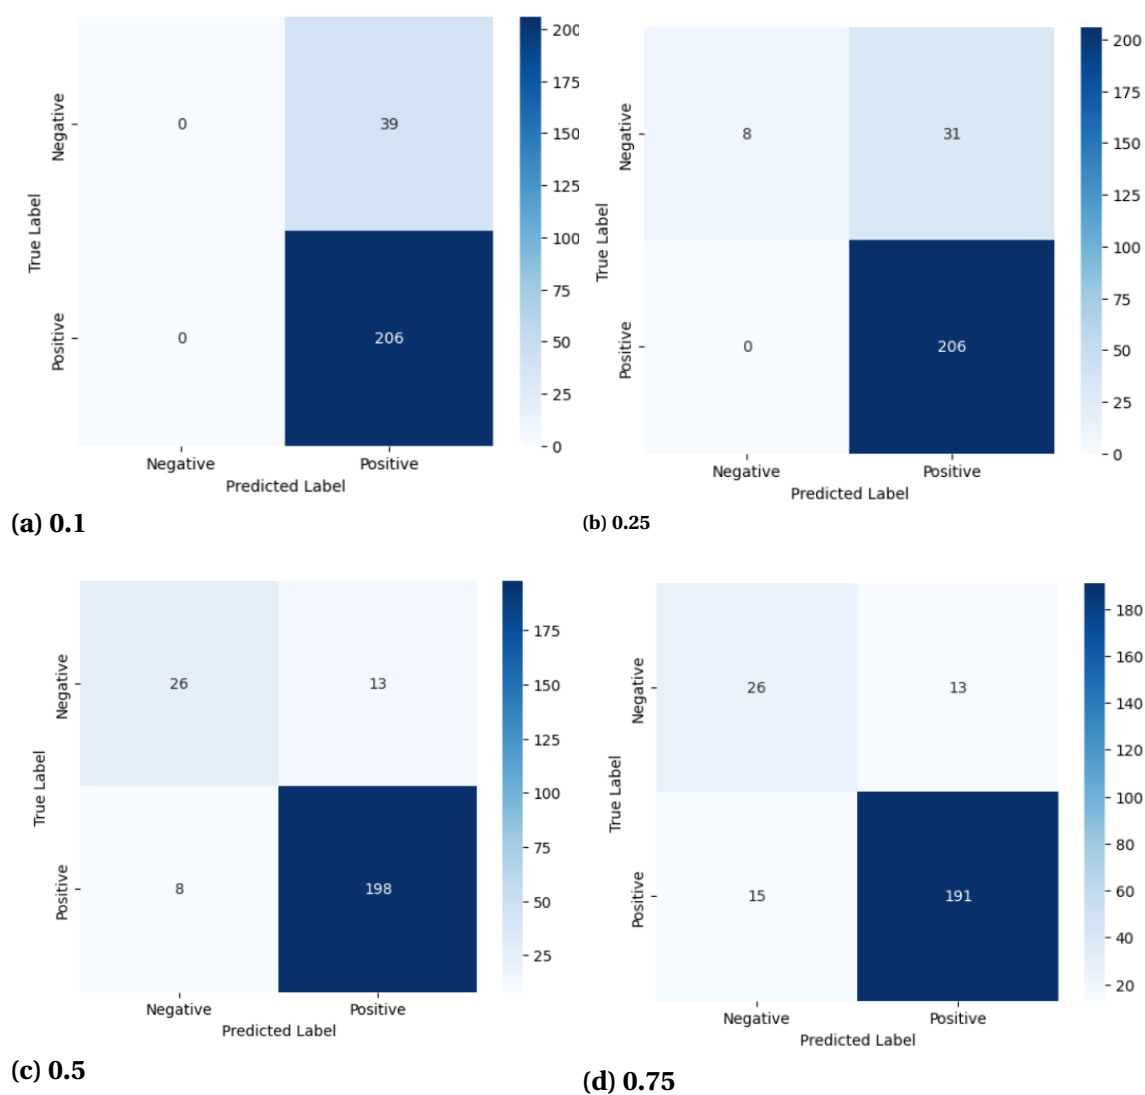 200
175
150
125
100
75
50
25
0
Negative
Positive
True Label
0
39
0
206
Negative
Positive
Predicted Label
(a) 0.1
200
175
150
125
100
75
50
25
0
Negative
Positive
True Label
8
31
0
206
Negative
Positive
Predicted Label
(b) 0.25
175
150
125
100
75
50
25
Negative
Positive
True Label
26
13
8
198
Negative
Positive
Predicted Label
(c) 0.5
180
160
140
120
100
80
60
40
20
Negative
Positive
True Label
26
13
15
191
Negative
Positive
Predicted Label
(d) 0.75